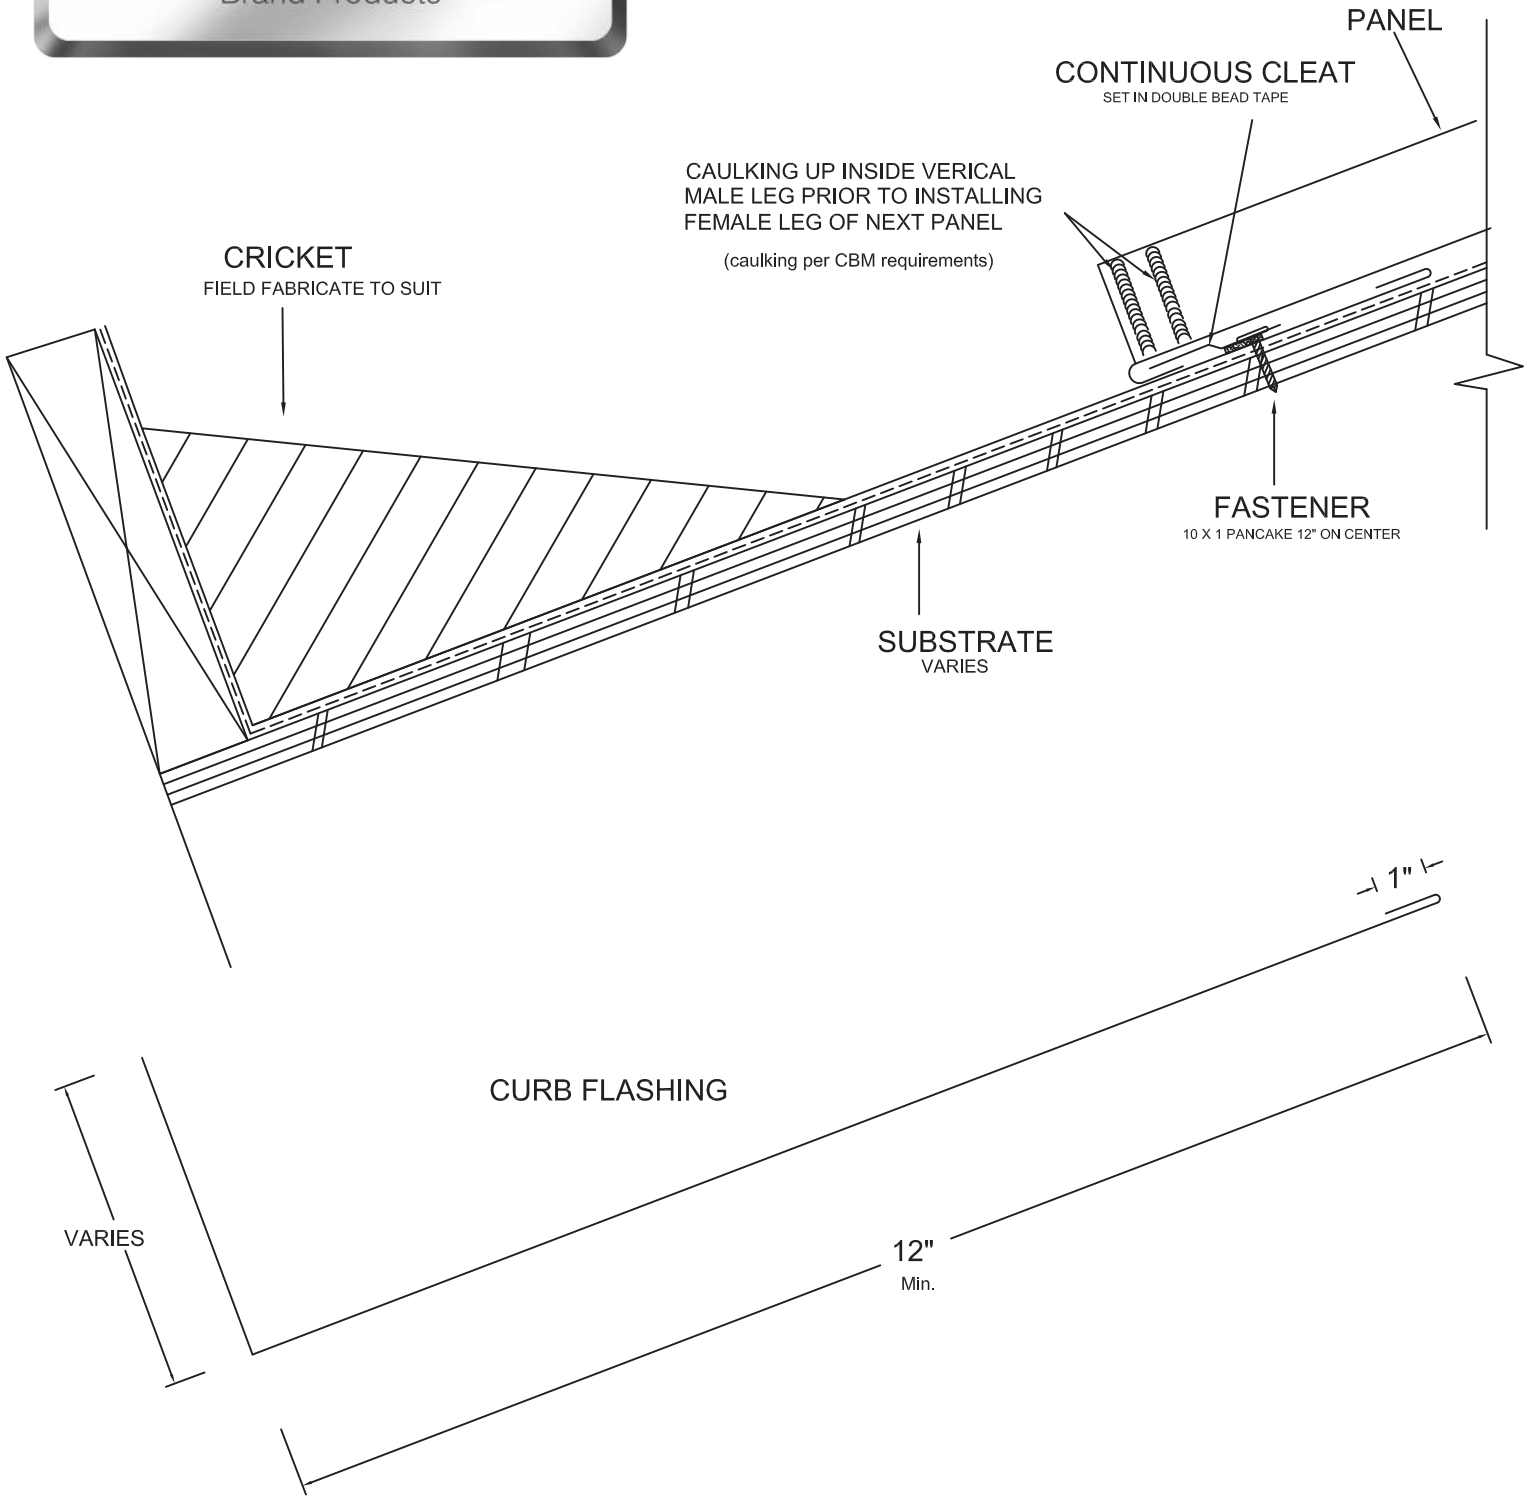 Brand Products
PANEL
CONTINUOUS CLEAT
SET IN DOUBLE BEAD TAPE
CAULKING UP INSIDE VERICAL
MALE LEG PRIOR TO INSTALLING
FEMALE LEG OF NEXT PANEL
(caulking per CBM requirements)
CRICKET
FIELD FABRICATE TO SUIT
FASTENER
10 X 1 PANCAKE 12" ON CENTER
SUBSTRATE
VARIES
1"
CURB FLASHING
VARIES
12"
Min.